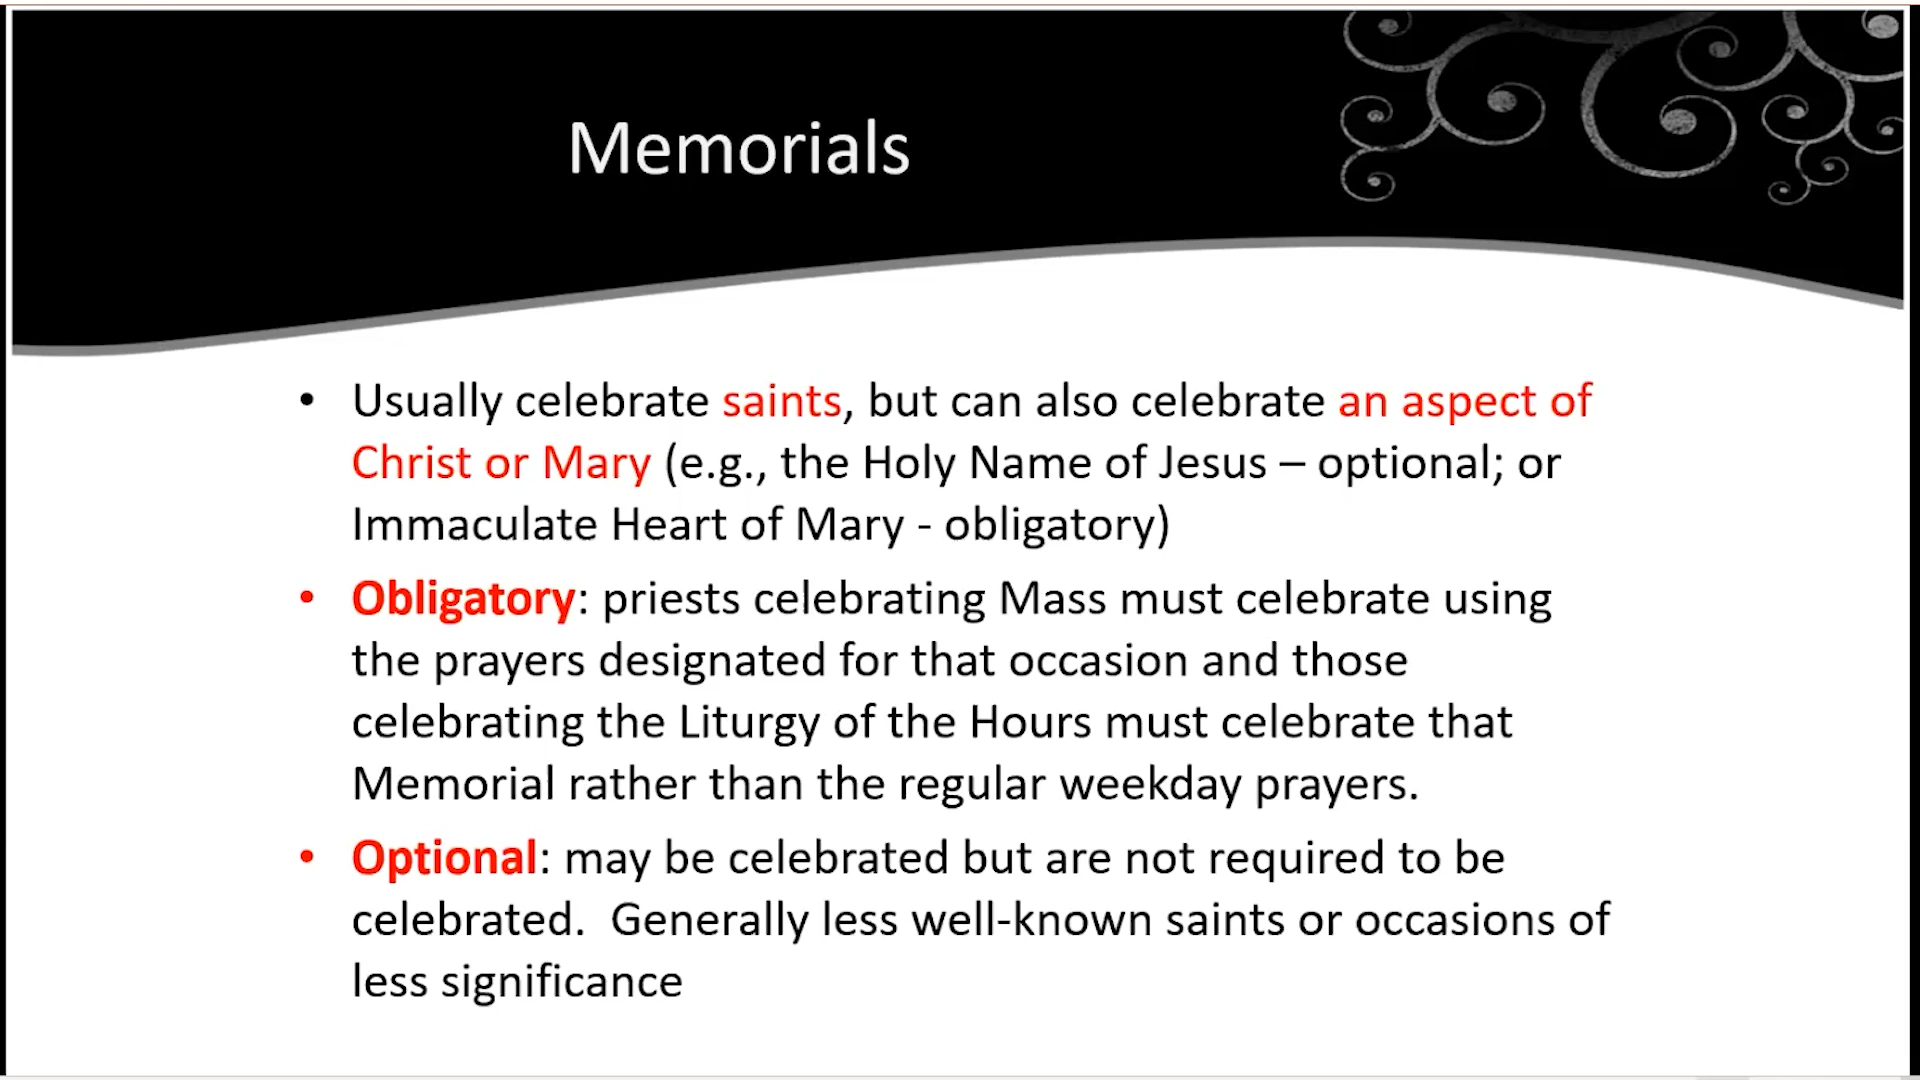 Memorials
• Usually celebrate saints, but can also celebrate an aspect of
Christ or Mary (e.g., the Holy Name of Jesus – optional; or
Immaculate Heart of Mary - obligatory)
• Obligatory: priests celebrating Mass must celebrate using
the prayers designated for that occasion and those
celebrating the Liturgy of the Hours must celebrate that
Memorial rather than the regular weekday prayers.
• Optional: may be celebrated but are not required to be
celebrated.  Generally less well-known saints or occasions of
less significance